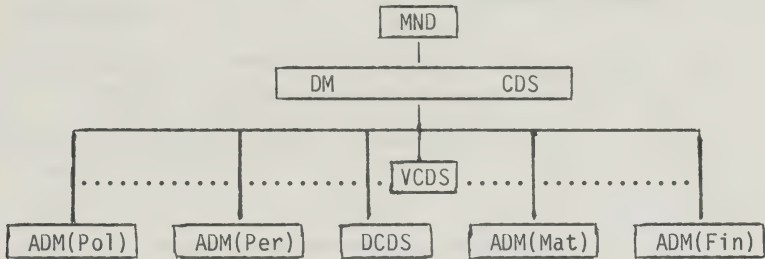 MND
DM CDS
VCDS
ADM(Pol) ADM(Per) DCDS ADM(Mat) ADM(Fin)